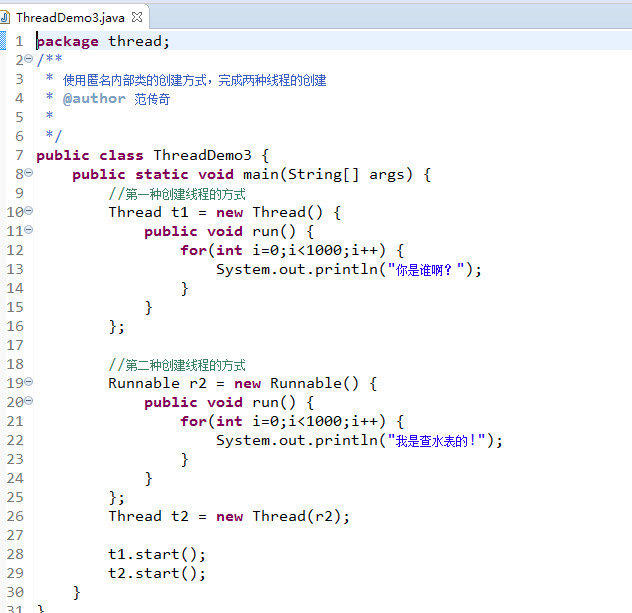 ThreadDemo3.java
1 package thread;
2 /**
3  * 使用匿名内部类的创建方式，完成两种线程的创建
4  * @author 范传奇
5  *
6  */
7 public class ThreadDemo3 {
8     public static void main(String[] args) {
9         //第一种创建线程的方式
10         Thread t1 = new Thread() {
11             public void run() {
12                 for(int i=0;i<1000;i++) {
13                     System.out.println("你是谁啊？");
14                 }
15             }
16         };
17
18         //第二种创建线程的方式
19         Runnable r2 = new Runnable() {
20             public void run() {
21                 for(int i=0;i<1000;i++) {
22                     System.out.println("我是查水表的!");
23                 }
24             }
25         };
26         Thread t2 = new Thread(r2);
27
28         t1.start();
29         t2.start();
30     }
31 }